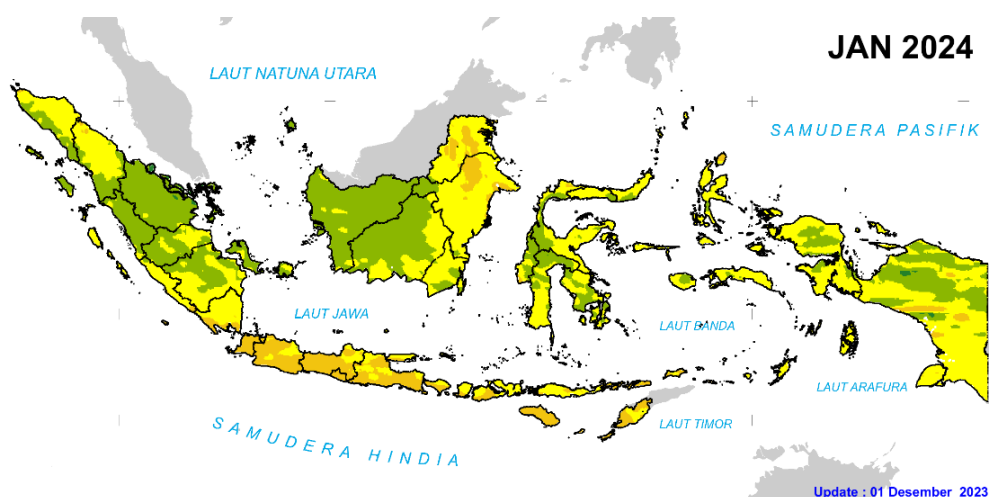 JAN 2024
LAUT NATUNA UTARA
SAMUDERA PASIFIK
LAUT JAWA
LAUT BANDA
LAUT ARAFURA
LAUT TIMOR
SAMUDERA HINDIA
Update : 01 Desember 2023